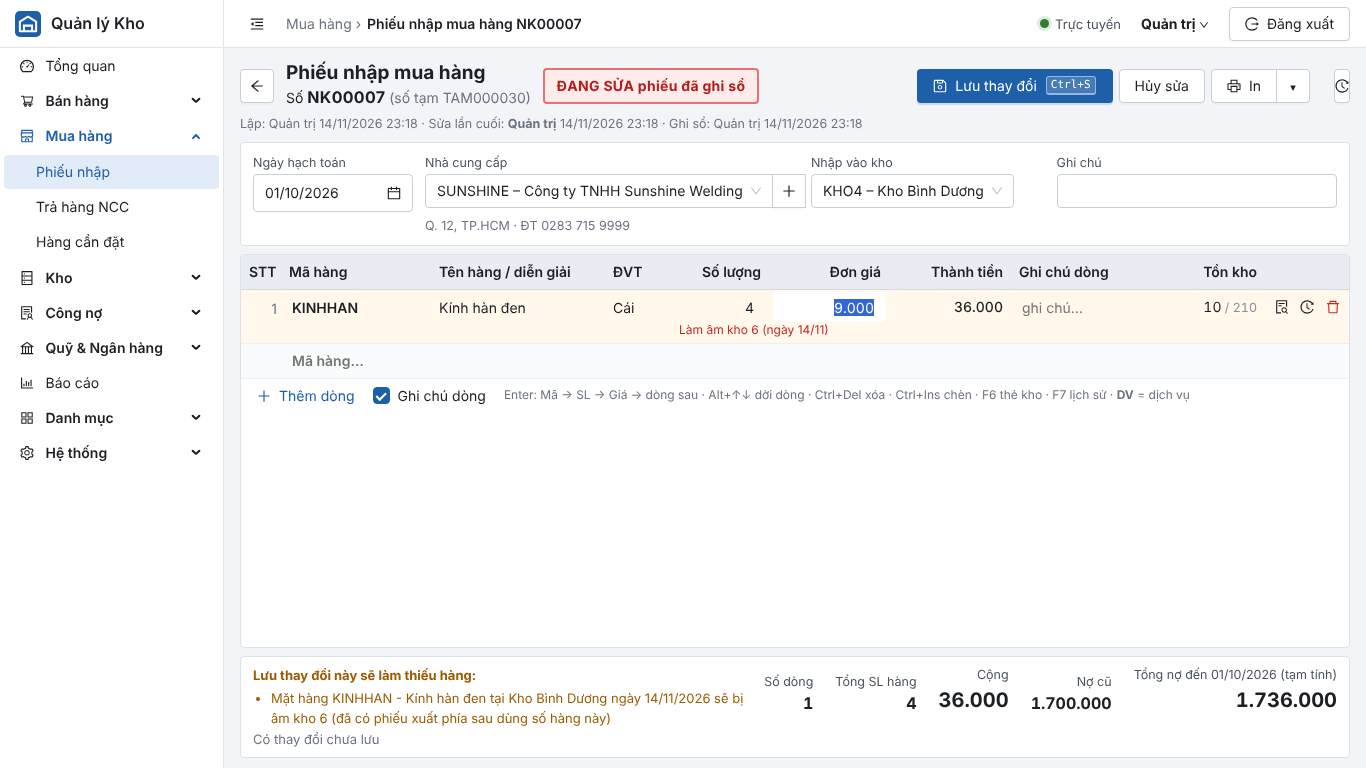 Quản lý Kho
Mua hàng › Phiếu nhập mua hàng NK00007
Trực tuyến
Quản trị
Đăng xuất
Tổng quan
Bán hàng
Mua hàng
Phiếu nhập
Trả hàng NCC
Hàng cần đặt
Kho
Công nợ
Quỹ & Ngân hàng
Báo cáo
Danh mục
Hệ thống
Phiếu nhập mua hàng
Số NK00007 (số tạm TAM000030)
ĐANG SỬA phiếu đã ghi sổ
Lưu thay đổi Ctrl+S
Hủy sửa
In
Lập: Quản trị 14/11/2026 23:18 · Sửa lần cuối: Quản trị 14/11/2026 23:18 · Ghi sổ: Quản trị 14/11/2026 23:18
Ngày hạch toán
01/10/2026
Nhà cung cấp
SUNSHINE – Công ty TNHH Sunshine Welding
Q. 12, TP.HCM · ĐT 0283 715 9999
Nhập vào kho
KHO4 – Kho Bình Dương
Ghi chú
STT Mã hàng Tên hàng / diễn giải ĐVT Số lượng Đơn giá Thành tiền Ghi chú dòng Tồn kho
1 KINHHAN Kính hàn đen Cái 4 9.000 36.000 ghi chú... 10 / 210
Làm âm kho 6 (ngày 14/11)
Mã hàng...
Thêm dòng Ghi chú dòng Enter: Mã → SL → Giá → dòng sau · Alt+↑↓ dời dòng · Ctrl+Del xóa · Ctrl+Ins chèn · F6 thẻ kho · F7 lịch sử · DV = dịch vụ
Lưu thay đổi này sẽ làm thiếu hàng:
• Mặt hàng KINHHAN - Kính hàn đen tại Kho Bình Dương ngày 14/11/2026 sẽ bị
âm kho 6 (đã có phiếu xuất phía sau dùng số hàng này)
Có thay đổi chưa lưu
Số dòng
1
Tổng SL hàng
4
Cộng
36.000
Nợ cũ
1.700.000
Tổng nợ đến 01/10/2026 (tạm tính)
1.736.000